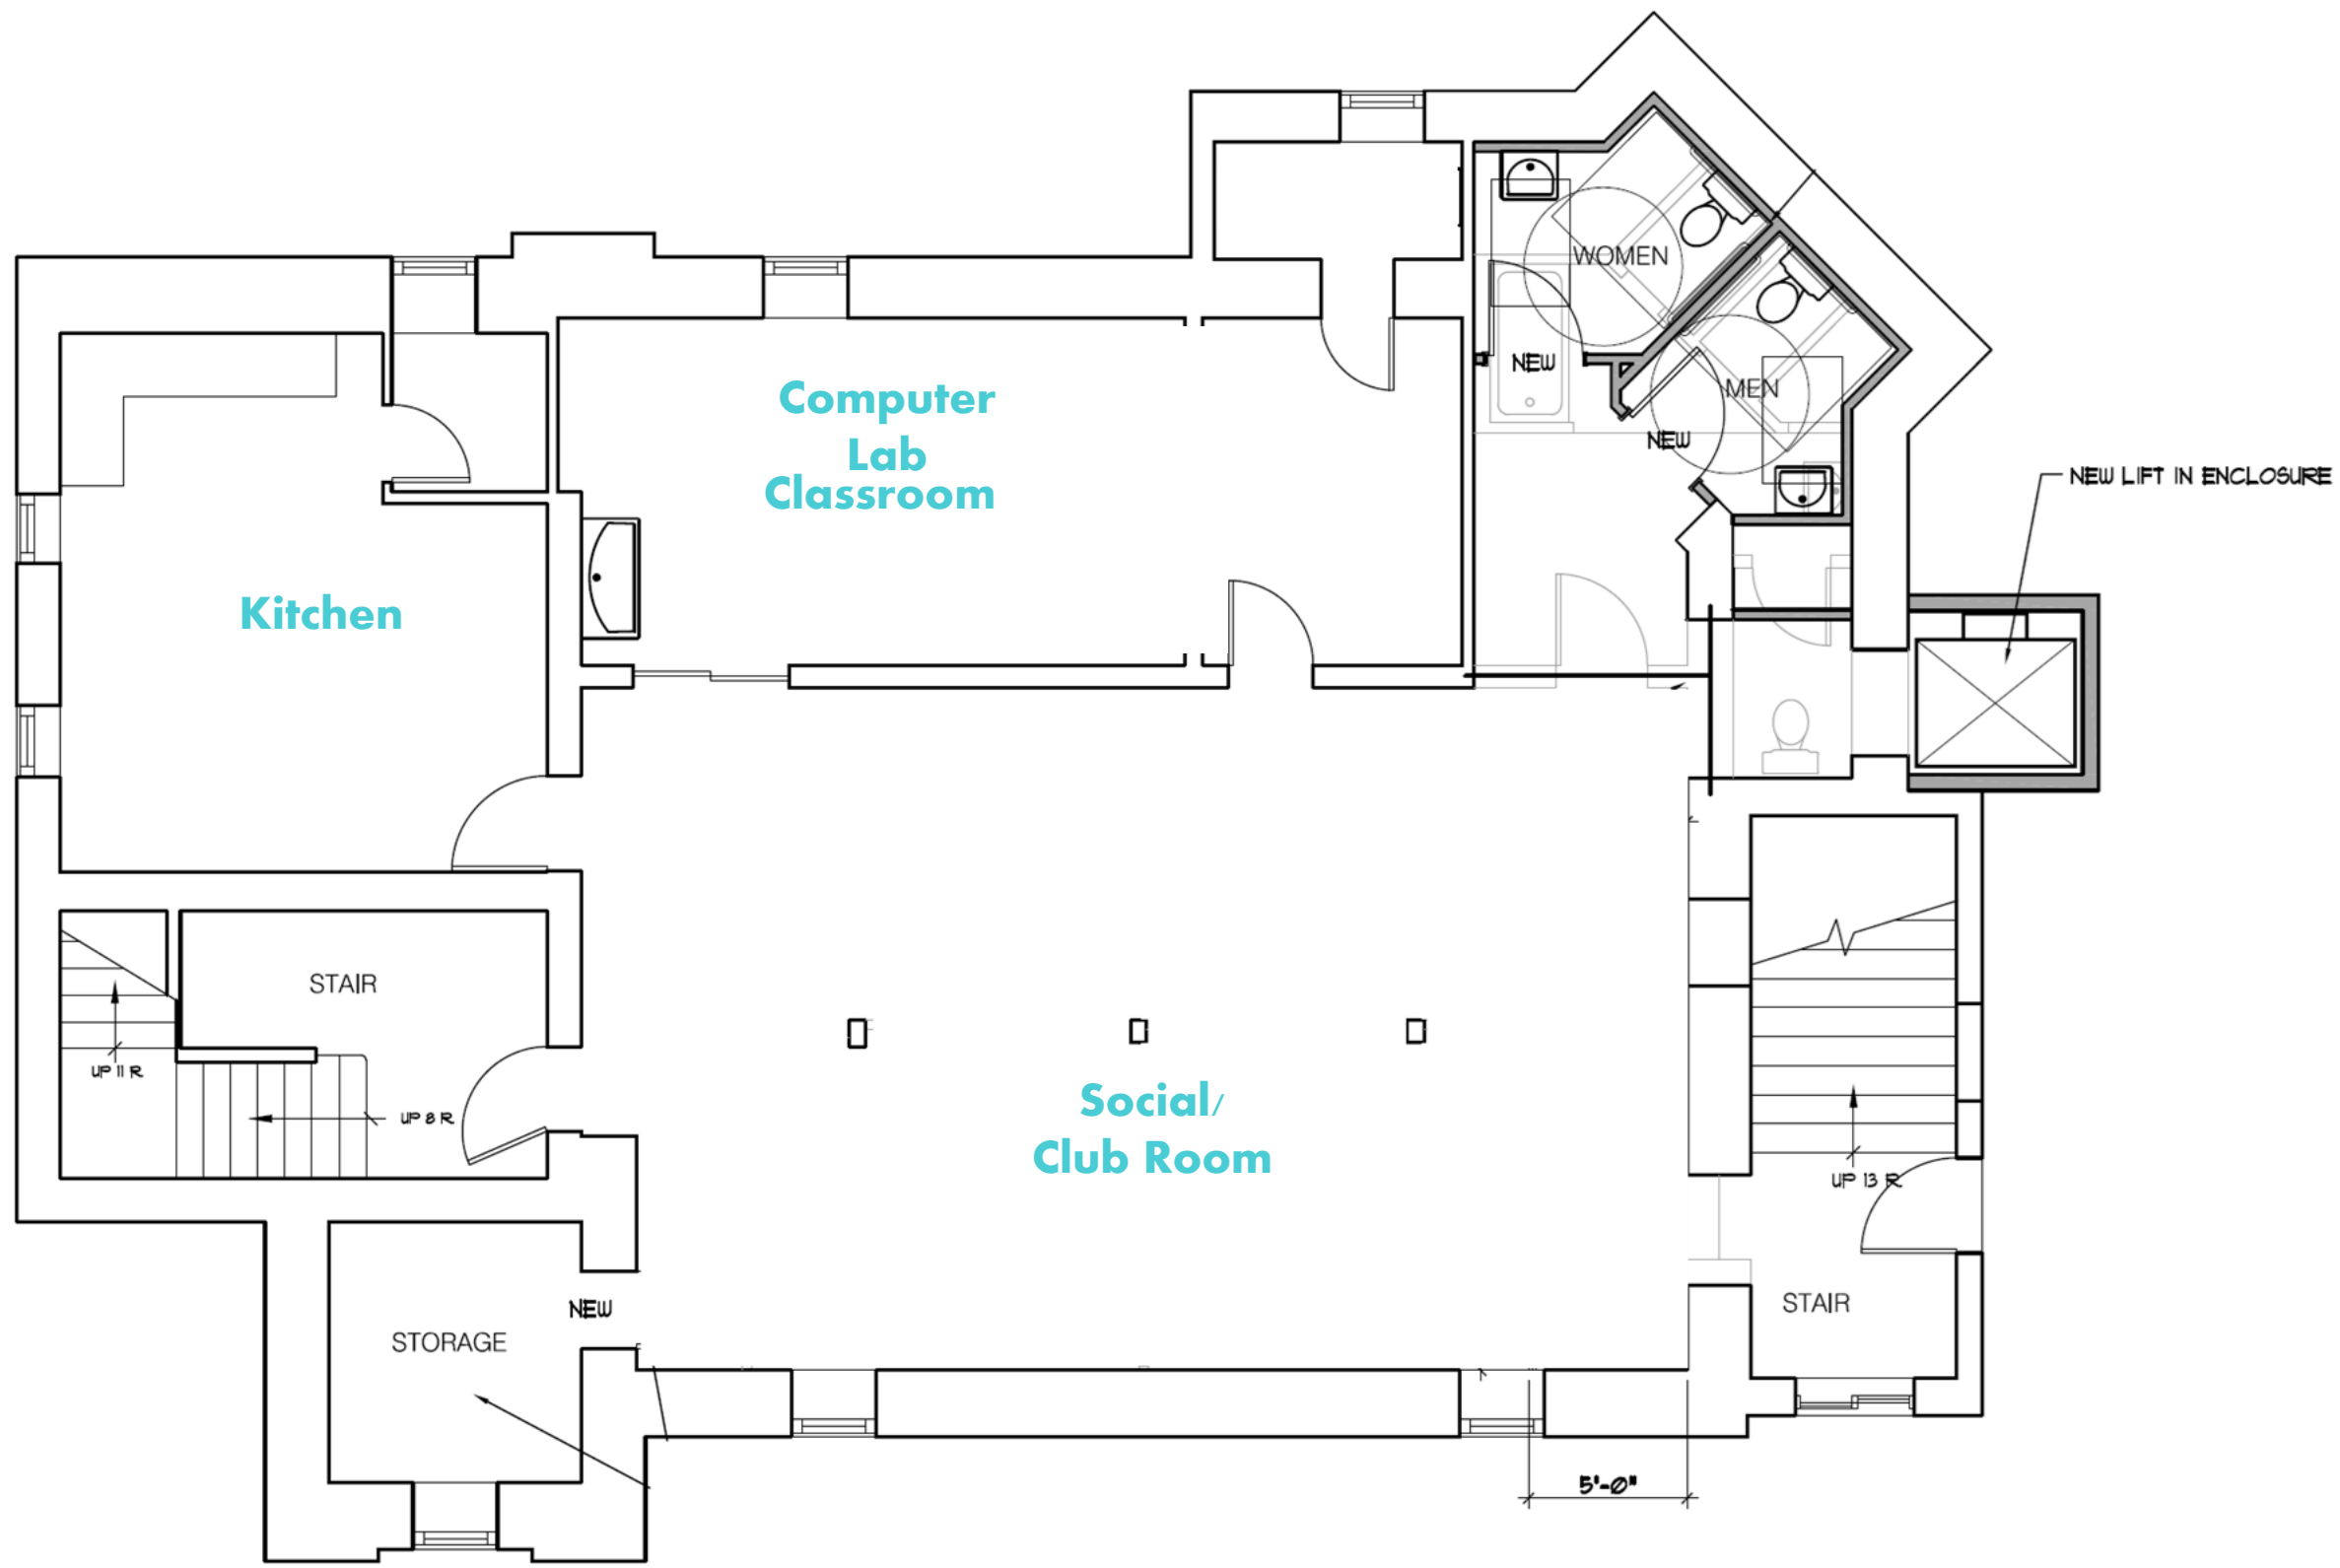 WOMEN
NEW
MEN
NEW
Computer
Lab
Classroom
NEW LIFT IN ENCLOSURE
Kitchen
STAIR
UP 11 R
UP 8 R
Social/
Club Room
UP 13 R
STAIR
NEW
STORAGE
5'-0"